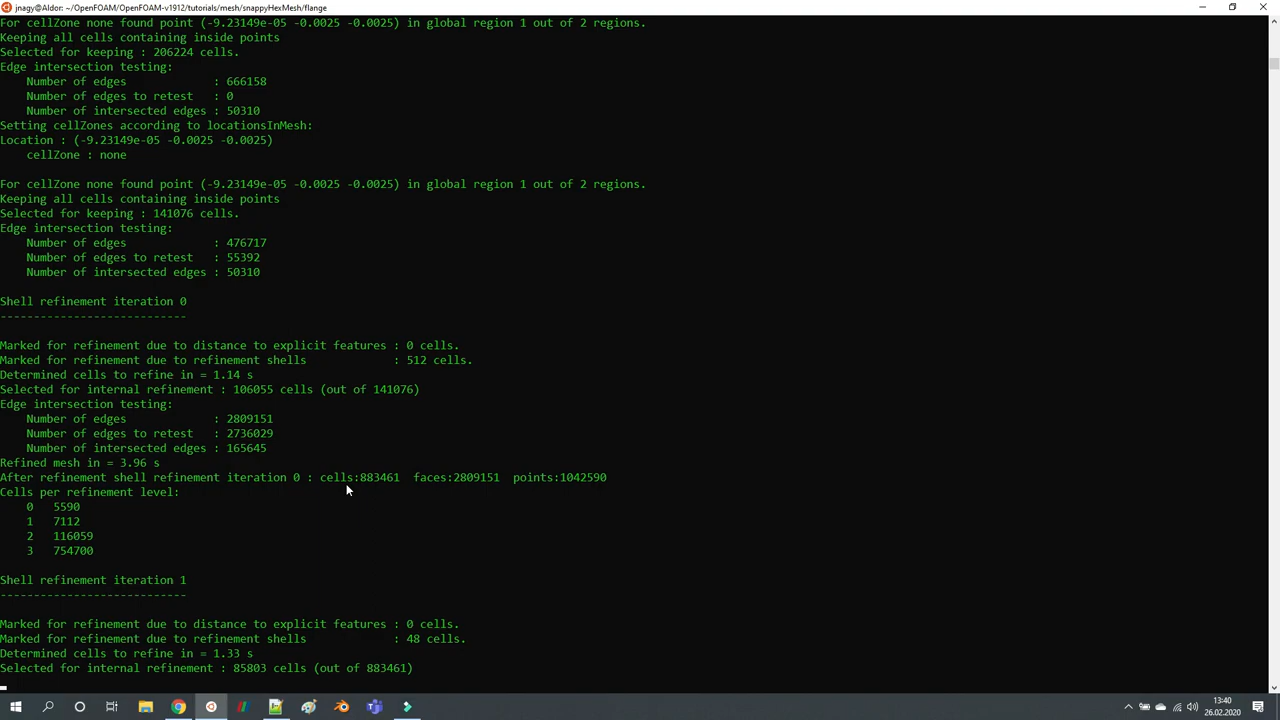 jnagy@Aldor: ~/OpenFOAM/OpenFOAM-v1912/tutorials/mesh/snappyHexMesh/flange
For cellZone none found point (-9.23149e-05 -0.0025 -0.0025) in global region 1 out of 2 regions.
Keeping all cells containing inside points
Selected for keeping : 206224 cells.
Edge intersection testing:
    Number of edges             : 666158
    Number of edges to retest   : 0
    Number of intersected edges : 50310
Setting cellZones according to locationsInMesh:
Location : (-9.23149e-05 -0.0025 -0.0025)
    cellZone : none
For cellZone none found point (-9.23149e-05 -0.0025 -0.0025) in global region 1 out of 2 regions.
Keeping all cells containing inside points
Selected for keeping : 141076 cells.
Edge intersection testing:
    Number of edges             : 476717
    Number of edges to retest   : 55392
    Number of intersected edges : 50310
Shell refinement iteration 0
----------------------------
Marked for refinement due to distance to explicit features : 0 cells.
Marked for refinement due to refinement shells             : 512 cells.
Determined cells to refine in = 1.14 s
Selected for internal refinement : 106055 cells (out of 141076)
Edge intersection testing:
    Number of edges             : 2809151
    Number of edges to retest   : 2736029
    Number of intersected edges : 165645
Refined mesh in = 3.96 s
After refinement shell refinement iteration 0 : cells:883461  faces:2809151  points:1042590
Cells per refinement level:
    0   5590
    1   7112
    2   116059
    3   754700
Shell refinement iteration 1
----------------------------
Marked for refinement due to distance to explicit features : 0 cells.
Marked for refinement due to refinement shells             : 48 cells.
Determined cells to refine in = 1.33 s
Selected for internal refinement : 85803 cells (out of 883461)
13:40
26.02.2020